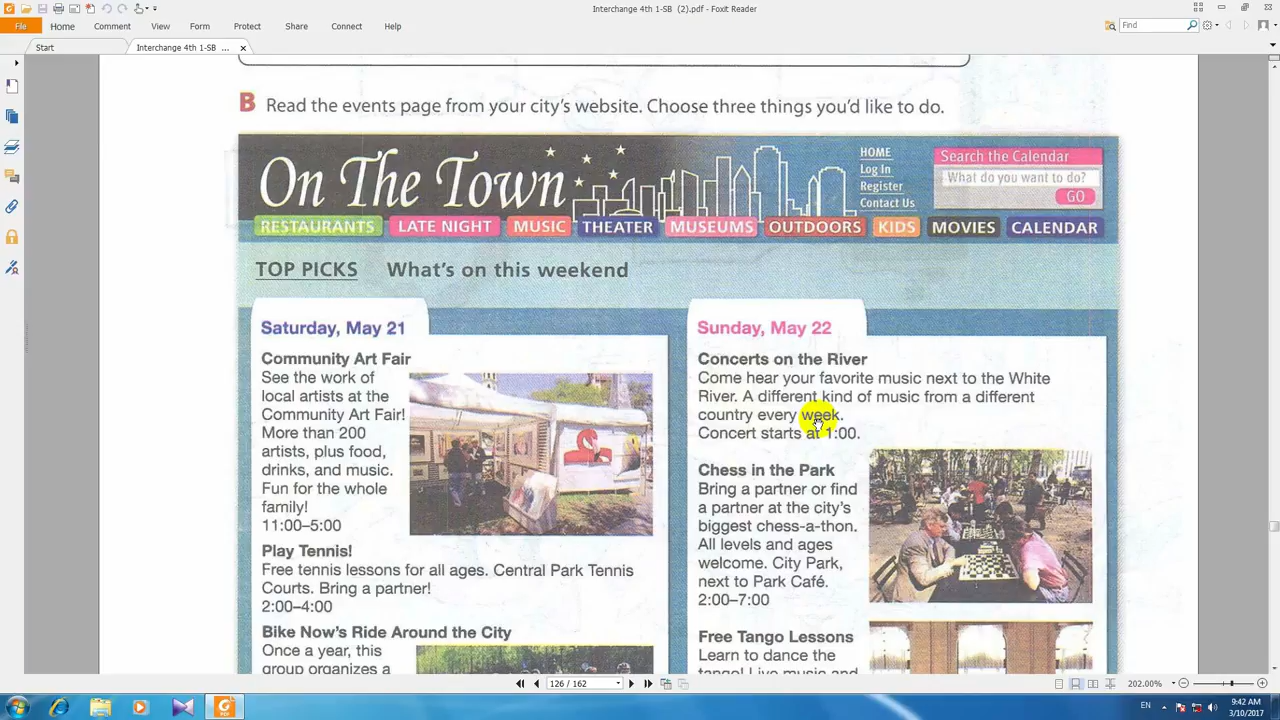 Interchange 4th 1-SB (2).pdf - Foxit Reader
File Home Comment View Form Protect Share Connect Help
Find
Start Interchange 4th 1-SB ...
B Read the events page from your city's website. Choose three things you'd like to do.
On The Town
HOME
Log In
Register
Contact Us
Search the Calendar
What do you want to do?
GO
RESTAURANTS LATE NIGHT MUSIC THEATER MUSEUMS OUTDOORS KIDS MOVIES CALENDAR
TOP PICKS What's on this weekend
Saturday, May 21
Community Art Fair
See the work of
local artists at the
Community Art Fair!
More than 200
artists, plus food,
drinks, and music.
Fun for the whole
family!
11:00–5:00
Play Tennis!
Free tennis lessons for all ages. Central Park Tennis
Courts. Bring a partner!
2:00–4:00
Bike Now's Ride Around the City
Once a year, this
group organizes a
Sunday, May 22
Concerts on the River
Come hear your favorite music next to the White
River. A different kind of music from a different
country every week.
Concert starts at 1:00.
Chess in the Park
Bring a partner or find
a partner at the city's
biggest chess-a-thon.
All levels and ages
welcome. City Park,
next to Park Café.
2:00–7:00
Free Tango Lessons
Learn to dance the
tango! Live music and
126 / 162
202.00%
EN
9:42 AM
3/10/2017